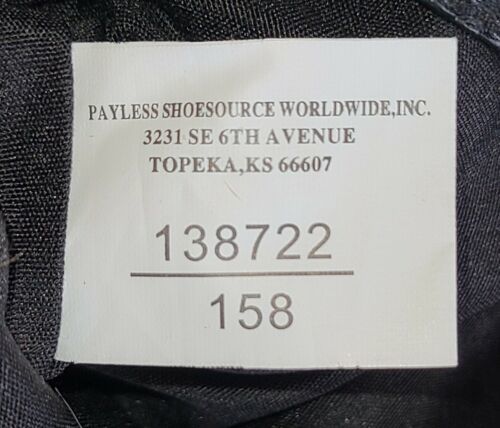 PAYLESS SHOESOURCE WORLDWIDE,INC.
3231 SE 6TH AVENUE
TOPEKA,KS 66607
138722
158